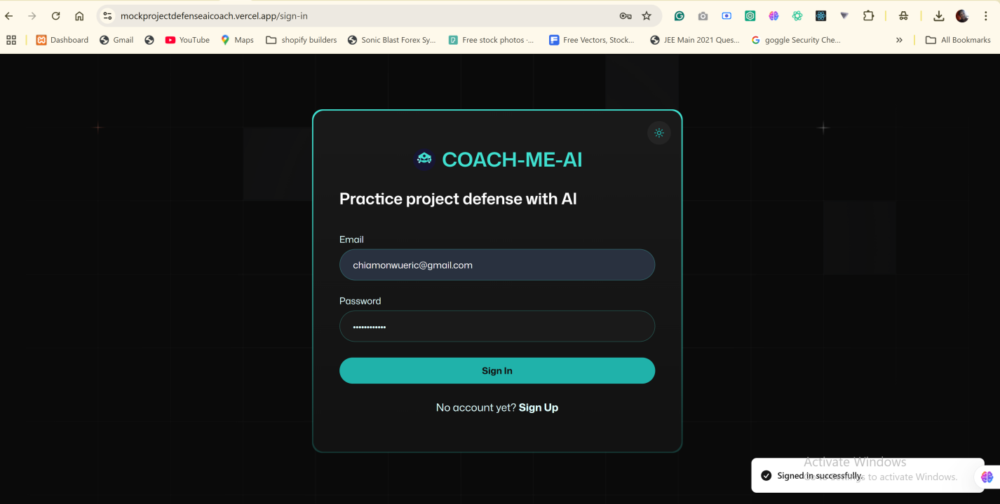 mockprojectdefenseaicoach.vercel.app/sign-in
Dashboard Gmail YouTube Maps shopify builders Sonic Blast Forex Sy... Free stock photos -... Free Vectors, Stock... JEE Main 2021 Ques... goggle Security Che... » All Bookmarks
COACH-ME-AI
Practice project defense with AI
Email
chiamonwueric@gmail.com
Password
••••••••••••
Sign In
No account yet? Sign Up
Activate Windows
Signed in successfully.
Go to Settings to activate Windows.